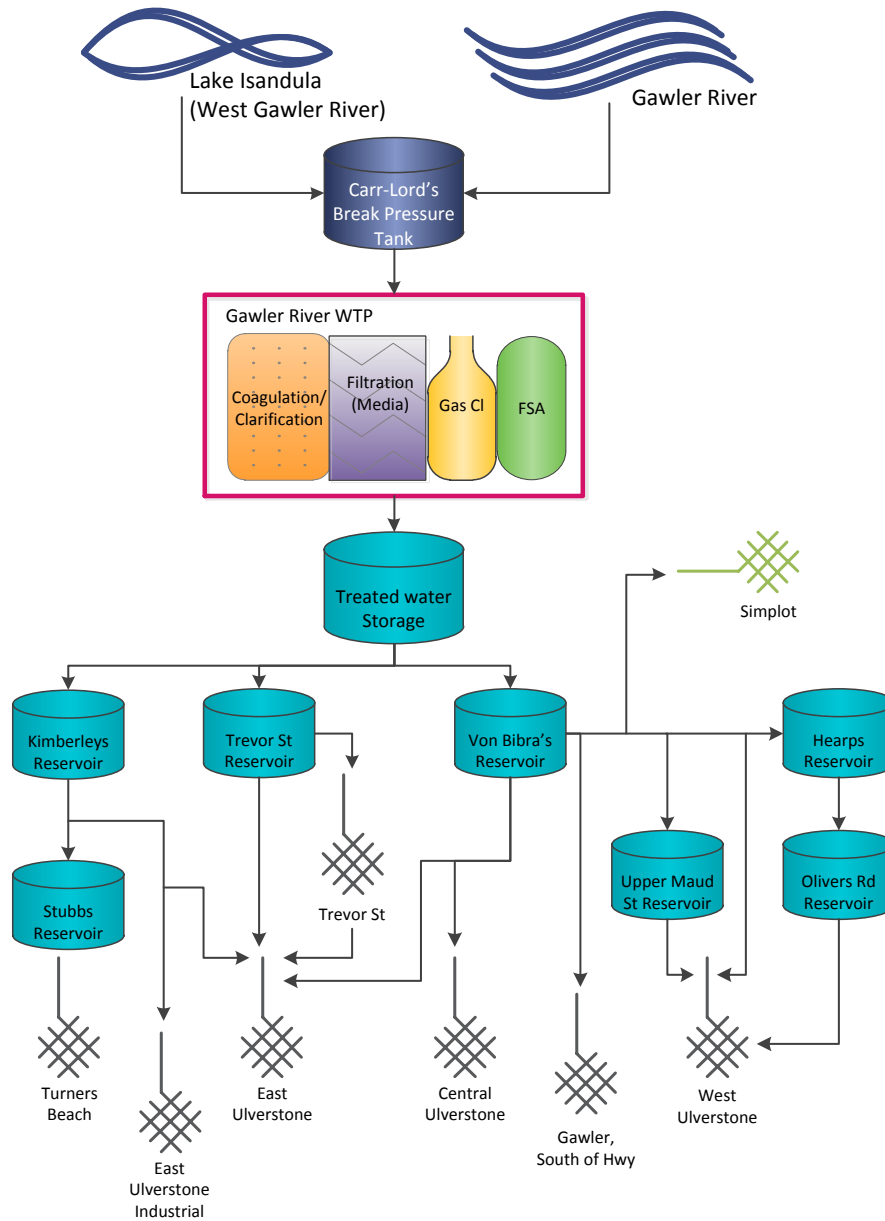 Lake Isandula
(West Gawler River)
Gawler River
Carr-Lord's
Break Pressure
Tank
Gawler River WTP
Coagulation/
Clarification
Filtration
(Media)
Gas Cl
FSA
Treated water
Storage
Simplot
Kimberleys
Reservoir
Trevor St
Reservoir
Von Bibra's
Reservoir
Hearps
Reservoir
Stubbs
Reservoir
Trevor St
Upper Maud
St Reservoir
Olivers Rd
Reservoir
Turners
Beach
East
Ulverstone
Industrial
East
Ulverstone
Central
Ulverstone
Gawler,
South of Hwy
West
Ulverstone